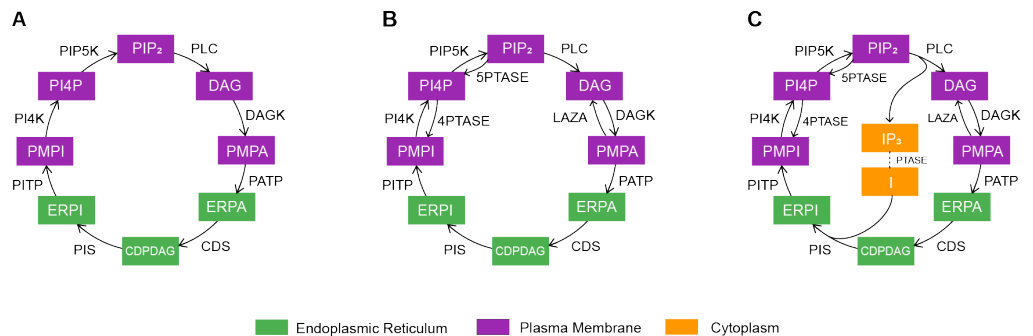 A
PIP₂
PIP5K
PLC
PI4P
DAG
PI4K
DAGK
PMPI
PMPA
PITP
PATP
ERPI
ERPA
PIS
CDS
CDPDAG
B
PIP₂
PIP5K
PLC
5PTASE
PI4P
DAG
PI4K
4PTASE
LAZA
DAGK
PMPI
PMPA
PITP
PATP
ERPI
ERPA
PIS
CDS
CDPDAG
C
PIP₂
PIP5K
PLC
5PTASE
PI4P
DAG
PI4K
4PTASE
LAZA
DAGK
IP₃
PMPI
PMPA
PTASE
PITP
I
PATP
ERPI
ERPA
PIS
CDS
CDPDAG
Endoplasmic Reticulum
Plasma Membrane
Cytoplasm